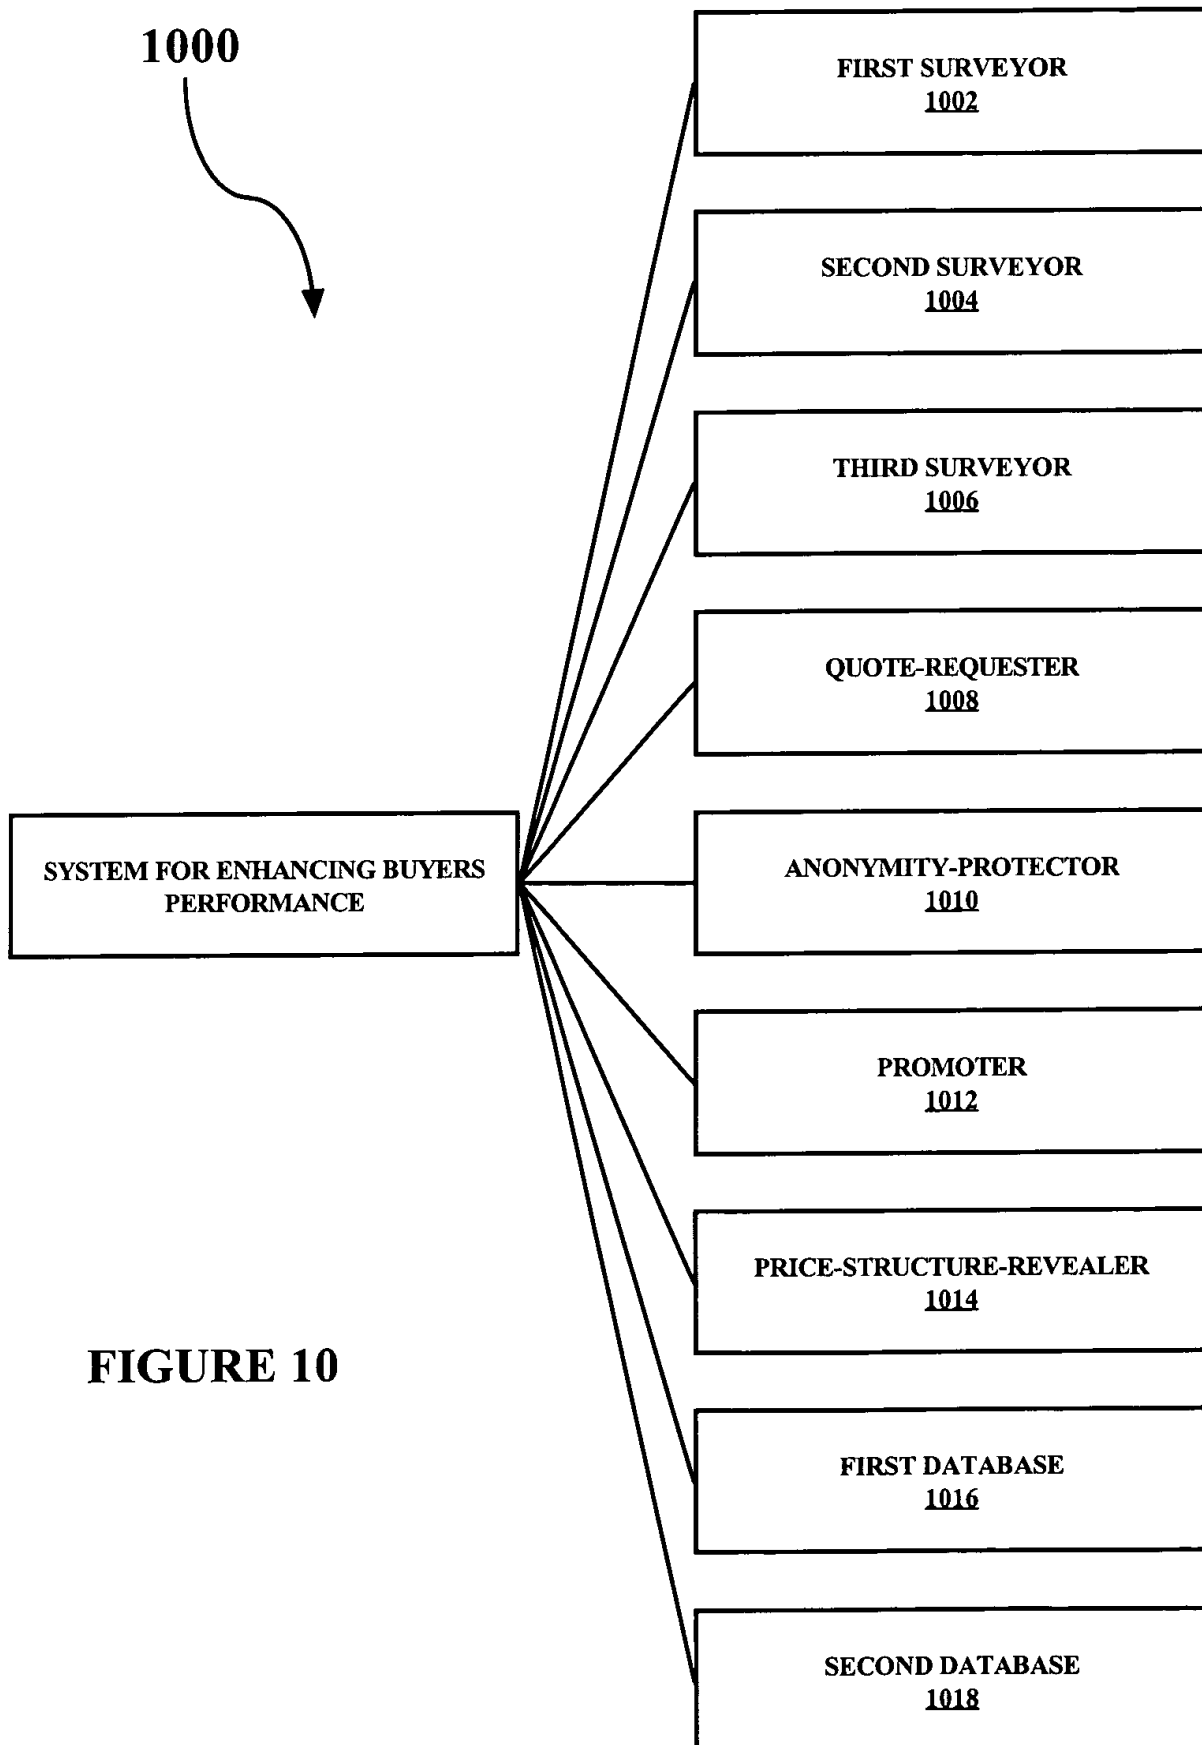 1000
FIRST SURVEYOR
1002
SECOND SURVEYOR
1004
THIRD SURVEYOR
1006
QUOTE-REQUESTER
1008
SYSTEM FOR ENHANCING BUYERS
PERFORMANCE
ANONYMITY-PROTECTOR
1010
PROMOTER
1012
PRICE-STRUCTURE-REVEALER
1014
FIGURE 10
FIRST DATABASE
1016
SECOND DATABASE
1018